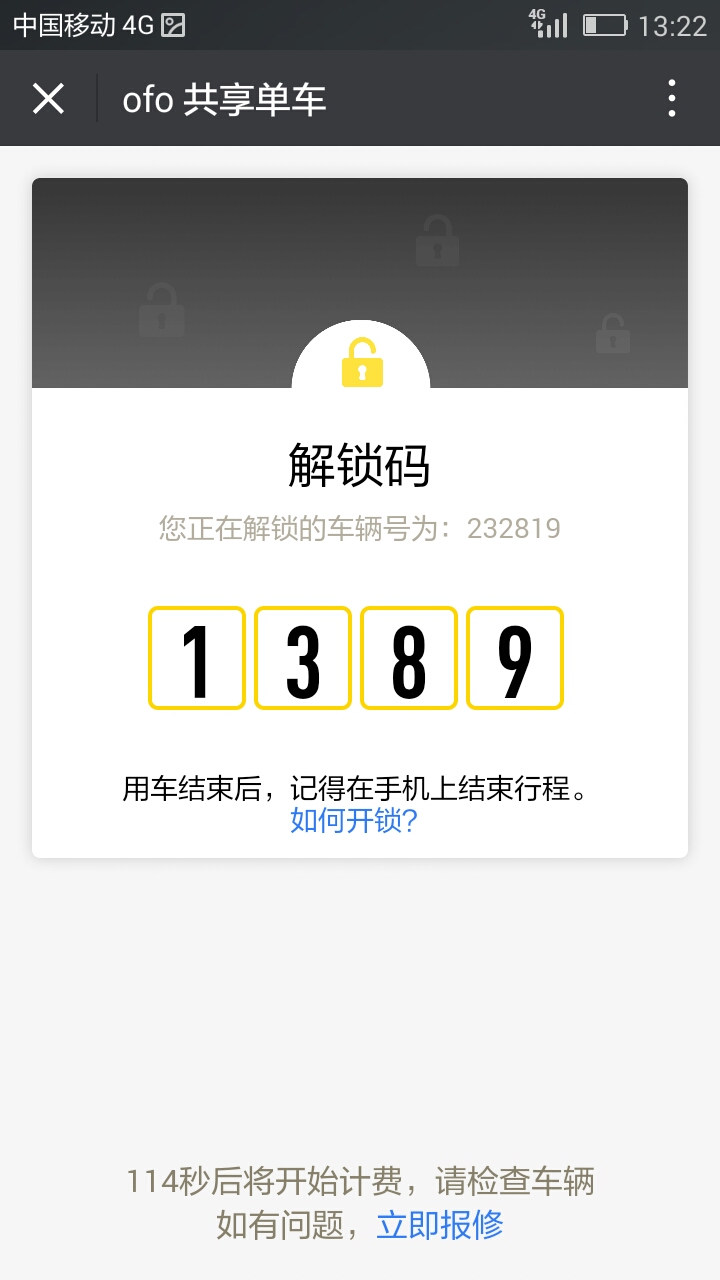 中国移动 4G
4G
13:22
ofo 共享单车
解锁码
您正在解锁的车辆号为：232819
1 3 8 9
用车结束后，记得在手机上结束行程。
如何开锁?
114秒后将开始计费，请检查车辆
如有问题，立即报修